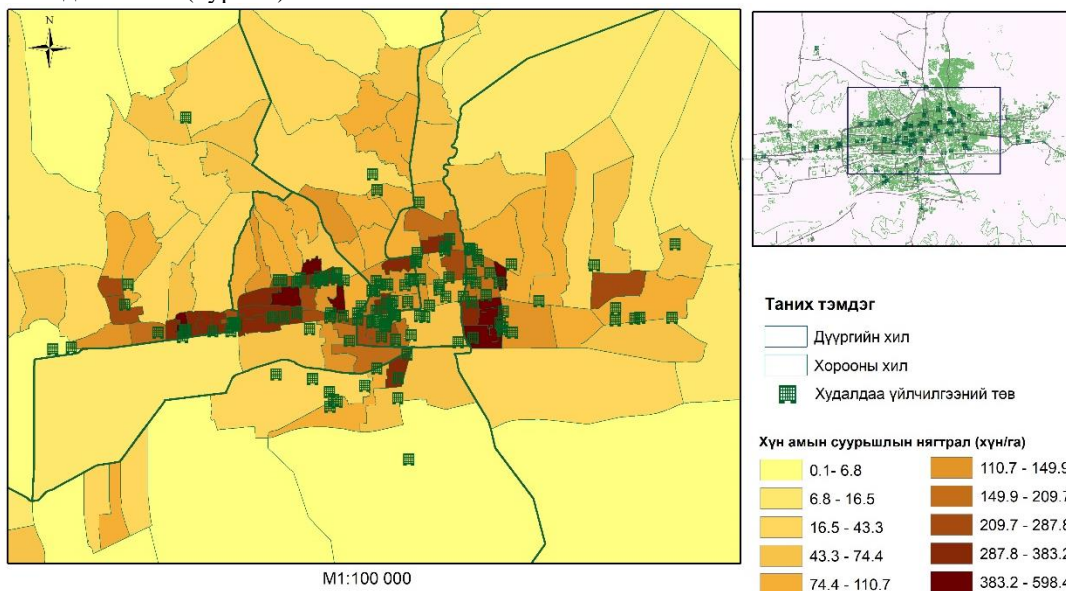 N
M1:100 000
Таних тэмдэг
Дүүргийн хил
Хорооны хил
Худалдаа үйлчилгээний төв
Хүн амын суурьшлын нягтрал (хүн/га)
0.1- 6.8
6.8 - 16.5
16.5 - 43.3
43.3 - 74.4
74.4 - 110.7
110.7 - 149.9
149.9 - 209.7
209.7 - 287.8
287.8 - 383.2
383.2 - 598.4